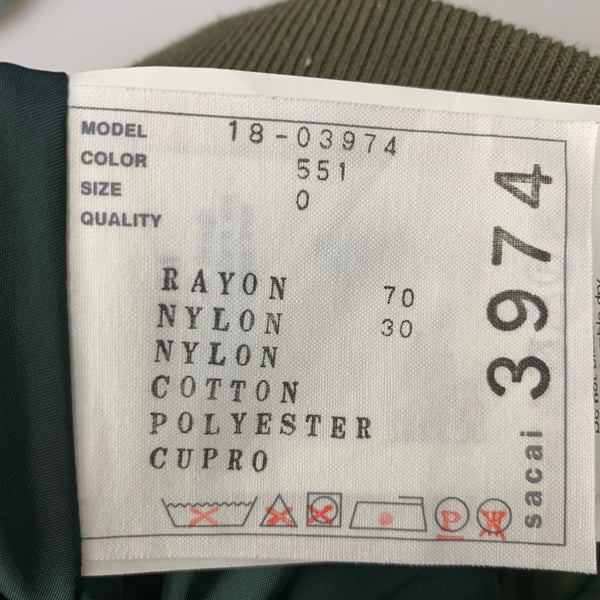 MODEL 18-03974
COLOR 551
SIZE 0
QUALITY
RAYON 70
NYLON 30
NYLON
COTTON
POLYESTER
CUPRO
P
W
sacai 3974